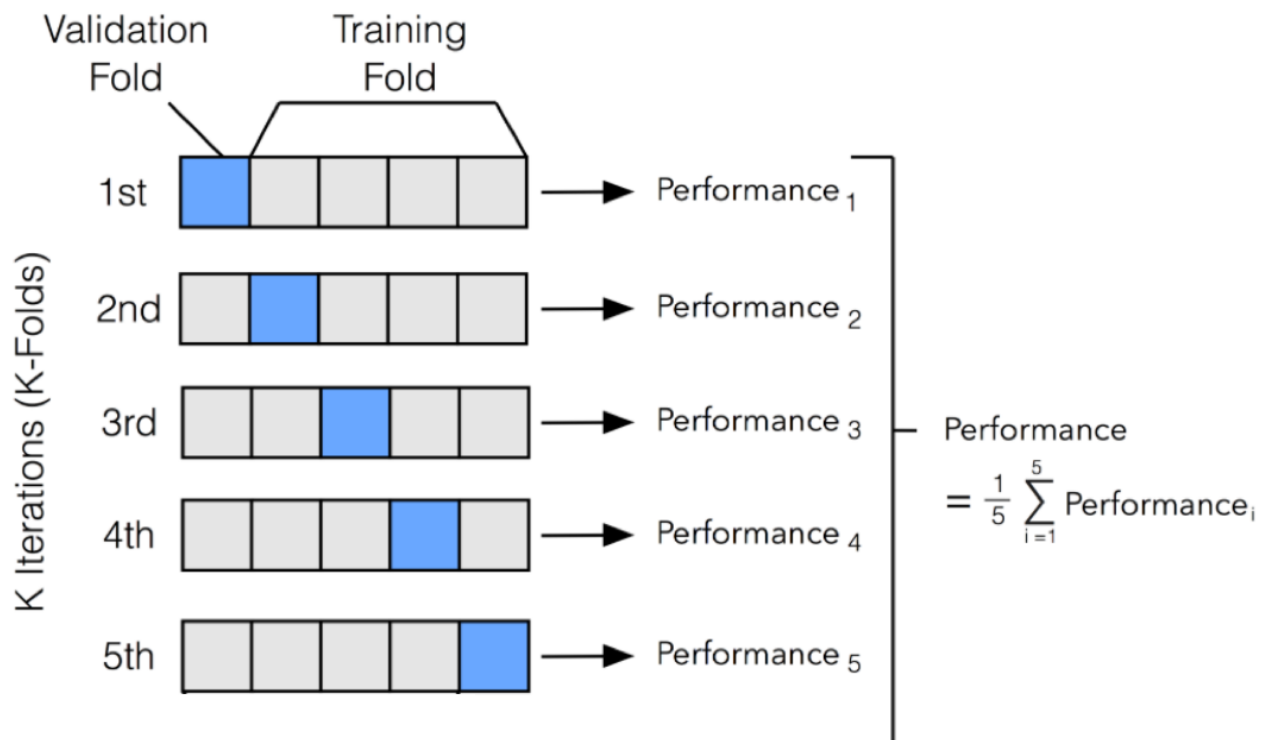 Validation
Fold
Training
Fold
K Iterations (K-Folds)
1st
Performance 1
2nd
Performance 2
3rd
Performance 3
4th
Performance 4
5th
Performance 5
Performance
= 1/5 5∑i=1 Performance i